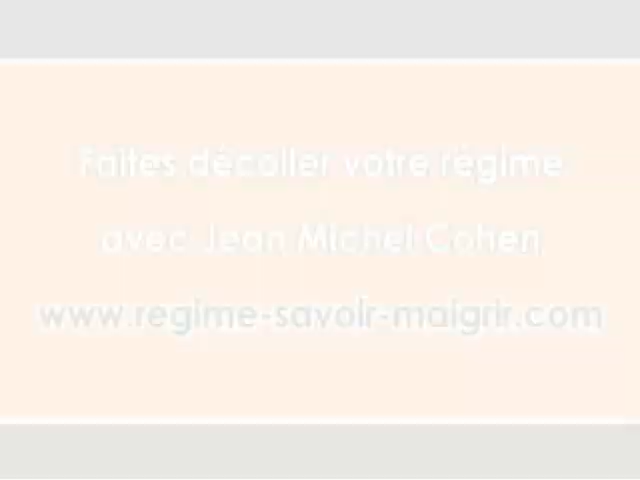 Faites décoller votre régime
avec Jean Michel Cohen
www.regime-savoir-maigrir.com